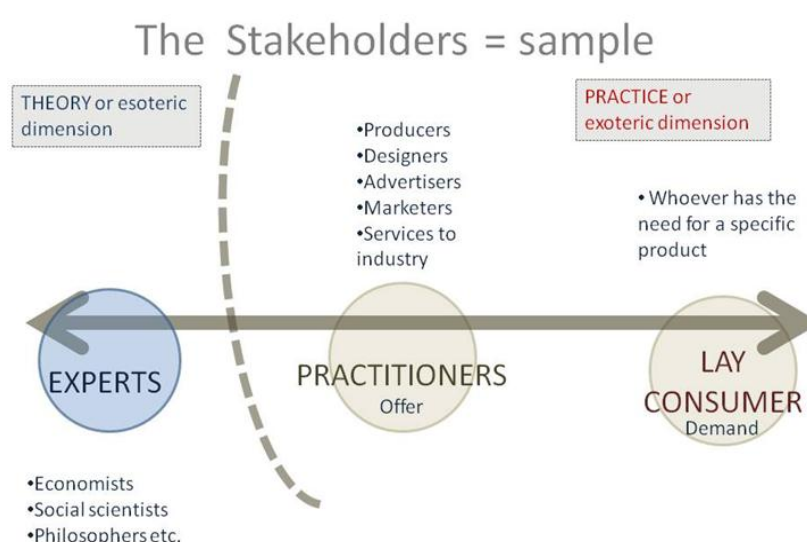 The Stakeholders = sample
THEORY or esoteric
dimension
PRACTICE or
exoteric dimension
•Producers
•Designers
•Advertisers
•Marketers
•Services to
industry
• Whoever has the
need for a specific
product
EXPERTS
PRACTITIONERS
Offer
LAY
CONSUMER
Demand
•Economists
•Social scientists
•Philosophers etc.